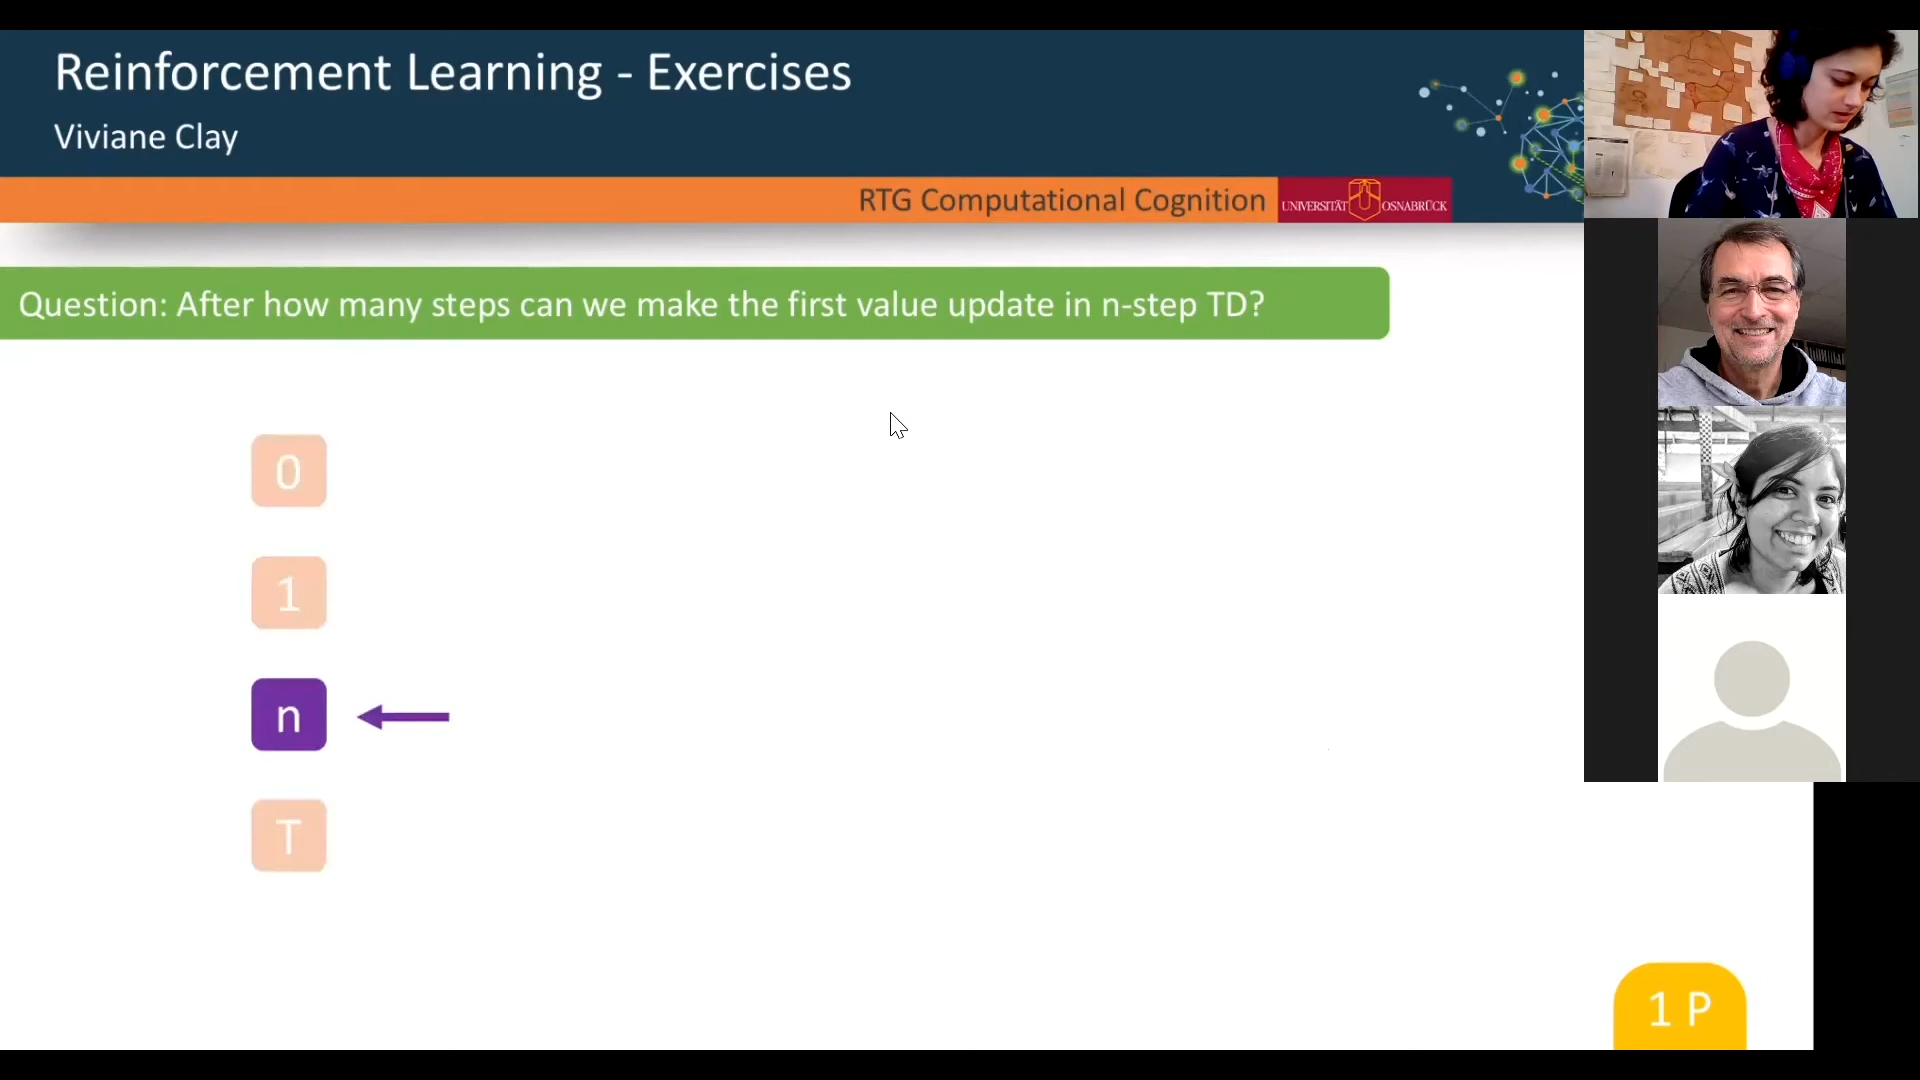 Reinforcement Learning - Exercises
Viviane Clay
RTG Computational Cognition
UNIVERSITÄT OSNABRÜCK
Question: After how many steps can we make the first value update in n-step TD?
0
1
n
T
1 P